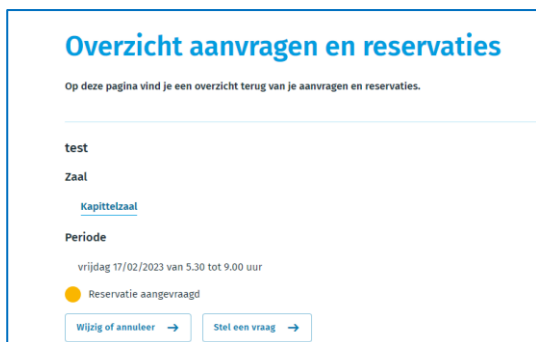 Overzicht aanvragen en reservaties
Op deze pagina vind je een overzicht terug van je aanvragen en reservaties.
test
Zaal
Kapittelzaal
Periode
vrijdag 17/02/2023 van 5.30 tot 9.00 uur
Reservatie aangevraagd
Wijzig of annuleer → Stel een vraag →